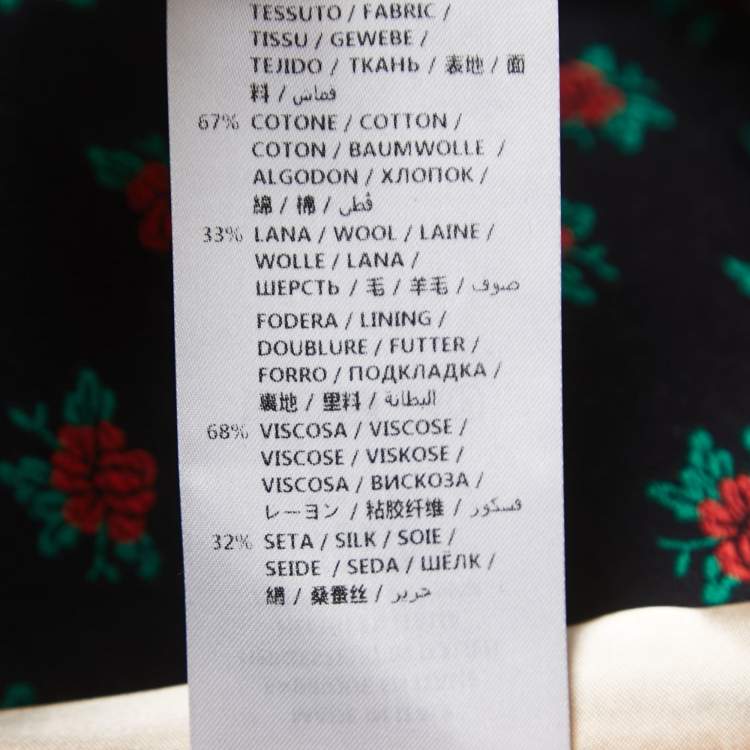 TESSUTO / FABRIC /
TISSU / GEWEBE /
TEJIDO / ТКАНЬ / 表地 / 面
料 / قماش
67% COTONE / COTTON /
COTON / BAUMWOLLE /
ALGODON / ХЛОПОК /
綿 / 棉 / قطن
33% LANA / WOOL / LAINE /
WOLLE / LANA /
ШЕРСТЬ / 毛 / 羊毛 / صوف
FODERA / LINING /
DOUBLURE / FUTTER /
FORRO / ПОДКЛАДКА /
裏地 / 里料 / البطانة
68% VISCOSA / VISCOSE /
VISCOSE / VISKOSE /
VISCOSA / ВИСКОЗА /
レーヨン / 粘胶纤维 / فسكوز
32% SETA / SILK / SOIE /
SEIDE / SEDA / ШЁЛК /
絹 / 桑蚕丝 / حرير